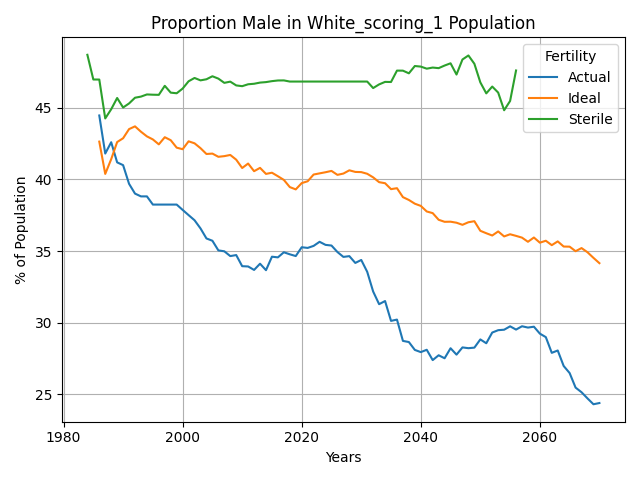 Proportion Male in White_scoring_1 Population
% of Population
45
40
35
30
25
Fertility
Actual
Ideal
Sterile
1980
2000
2020
2040
2060
Years